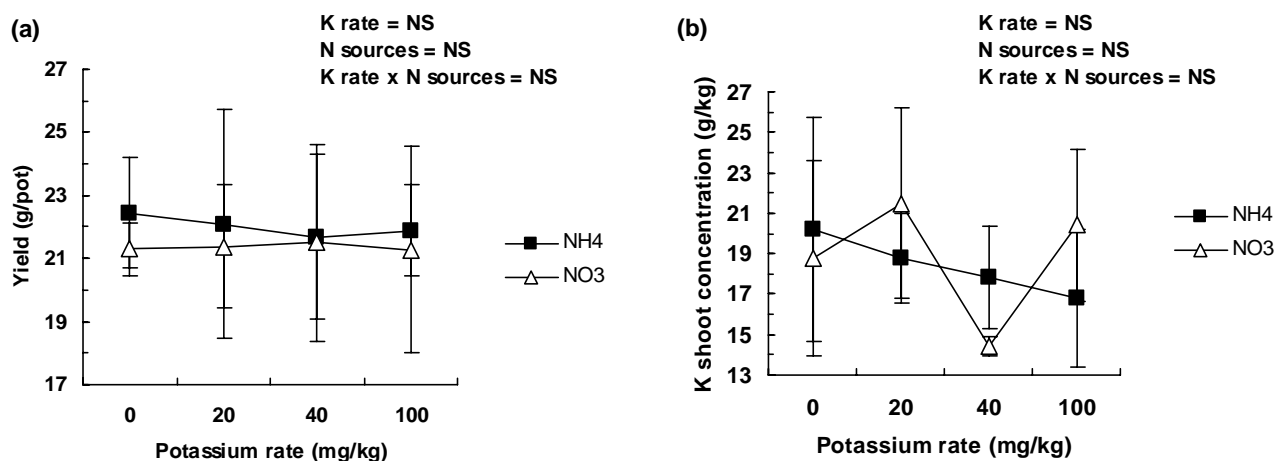 (a)
K rate = NS
N sources = NS
K rate x N sources = NS
27
25
23
21
19
17
Yield (g/pot)
0 20 40 100
Potassium rate (mg/kg)
NH4
NO3
(b)
K rate = NS
N sources = NS
K rate x N sources = NS
27
25
23
21
19
17
15
13
K shoot concentration (g/kg)
0 20 40 100
Potassium rate (mg/kg)
NH4
NO3